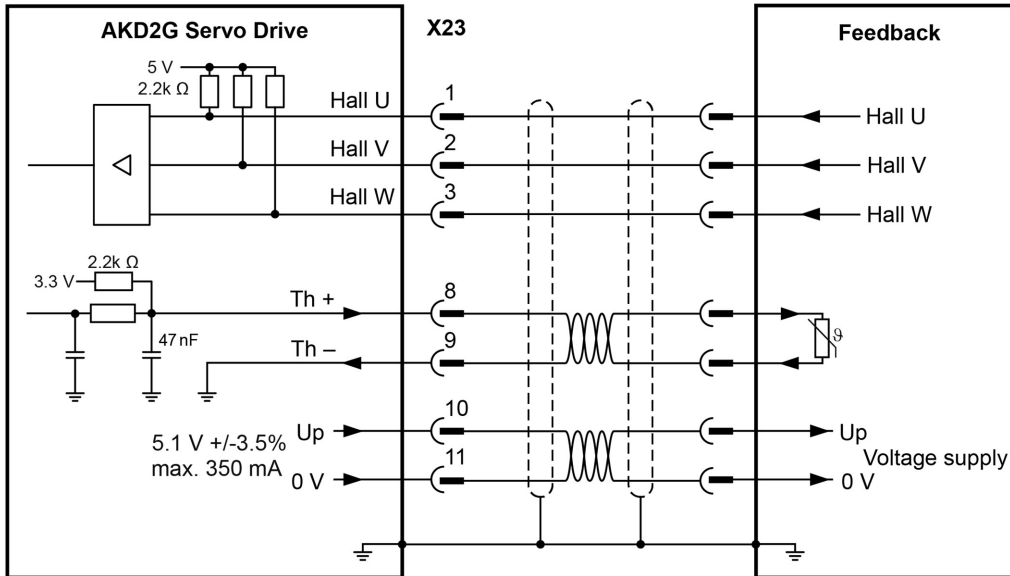 AKD2G Servo Drive
X23
Feedback
5 V
2.2k Ω
Hall U
1
Hall U
Hall V
2
Hall V
Hall W
3
Hall W
2.2k Ω
3.3 V
Th +
8
47nF
Th –
9
ϑ
10
Up
Up
5.1 V +/-3.5%
max. 350 mA
11
Voltage supply
0 V
0 V